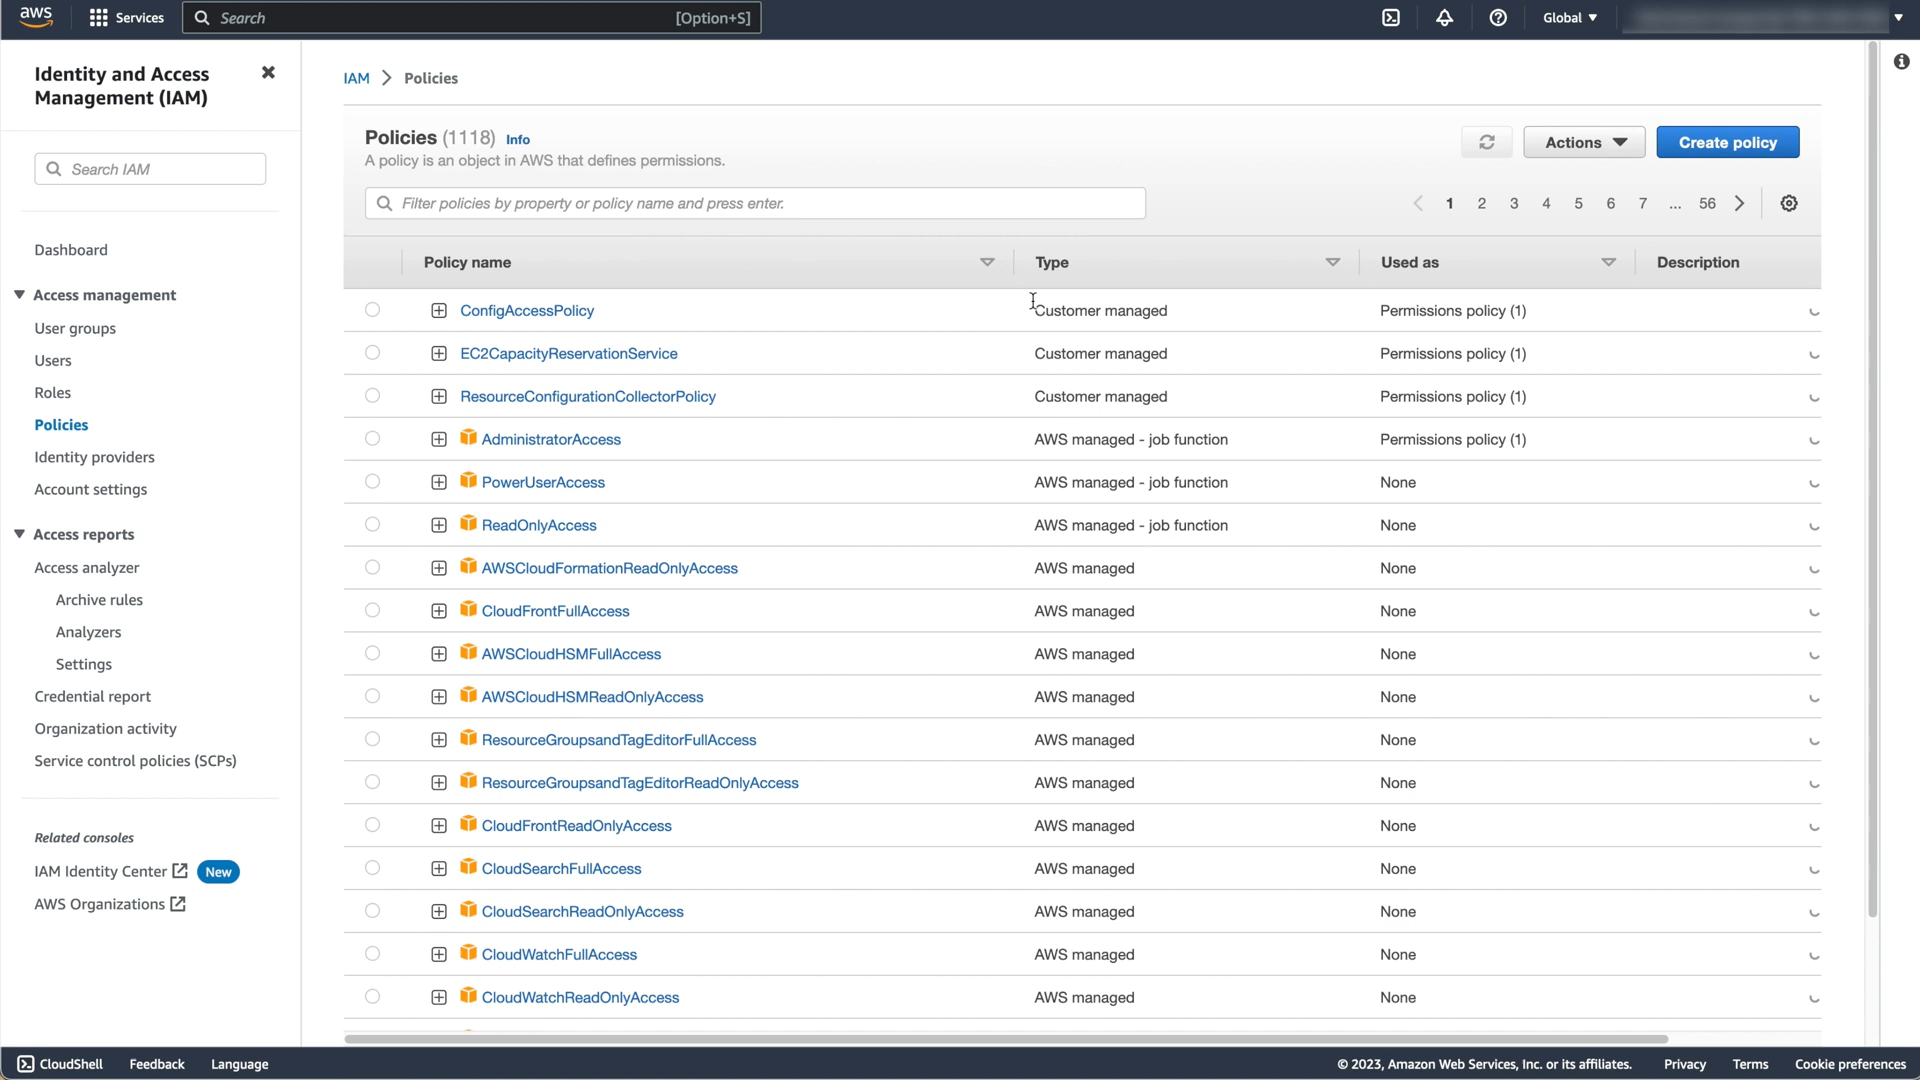 aws Services Search [Option+S] Global
Identity and Access
Management (IAM)
Search IAM
Dashboard
Access management
User groups
Users
Roles
Policies
Identity providers
Account settings
Access reports
Access analyzer
Archive rules
Analyzers
Settings
Credential report
Organization activity
Service control policies (SCPs)
Related consoles
IAM Identity Center New
AWS Organizations
IAM > Policies
Policies (1118) Info
A policy is an object in AWS that defines permissions.
Actions Create policy
Filter policies by property or policy name and press enter.
1 2 3 4 5 6 7 ... 56
Policy name Type Used as Description
ConfigAccessPolicy Customer managed Permissions policy (1)
EC2CapacityReservationService Customer managed Permissions policy (1)
ResourceConfigurationCollectorPolicy Customer managed Permissions policy (1)
AdministratorAccess AWS managed - job function Permissions policy (1)
PowerUserAccess AWS managed - job function None
ReadOnlyAccess AWS managed - job function None
AWSCloudFormationReadOnlyAccess AWS managed None
CloudFrontFullAccess AWS managed None
AWSCloudHSMFullAccess AWS managed None
AWSCloudHSMReadOnlyAccess AWS managed None
ResourceGroupsandTagEditorFullAccess AWS managed None
ResourceGroupsandTagEditorReadOnlyAccess AWS managed None
CloudFrontReadOnlyAccess AWS managed None
CloudSearchFullAccess AWS managed None
CloudSearchReadOnlyAccess AWS managed None
CloudWatchFullAccess AWS managed None
CloudWatchReadOnlyAccess AWS managed None
CloudShell Feedback Language © 2023, Amazon Web Services, Inc. or its affiliates. Privacy Terms Cookie preferences